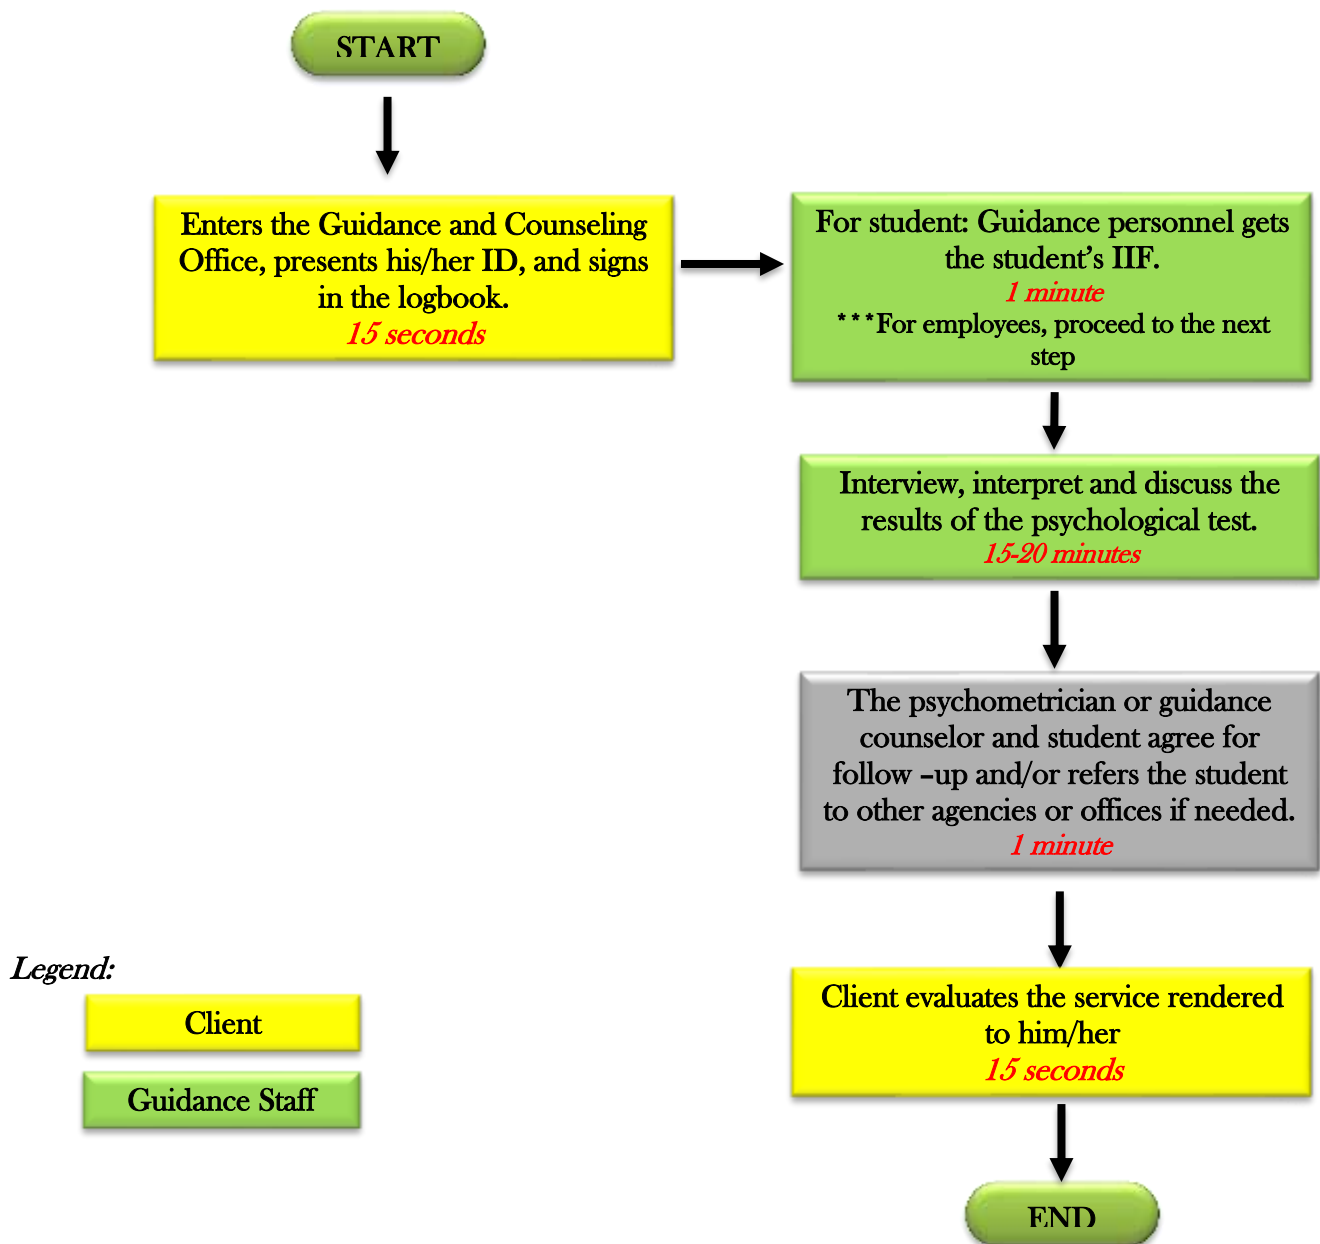 START
Enters the Guidance and Counseling
Office, presents his/her ID, and signs
in the logbook.
15 seconds
For student: Guidance personnel gets
the student’s IIF.
1 minute
***For employees, proceed to the next
step
Interview, interpret and discuss the
results of the psychological test.
15-20 minutes
The psychometrician or guidance
counselor and student agree for
follow –up and/or refers the student
to other agencies or offices if needed.
1 minute
Client evaluates the service rendered
to him/her
15 seconds
END
Legend:
Client
Guidance Staff